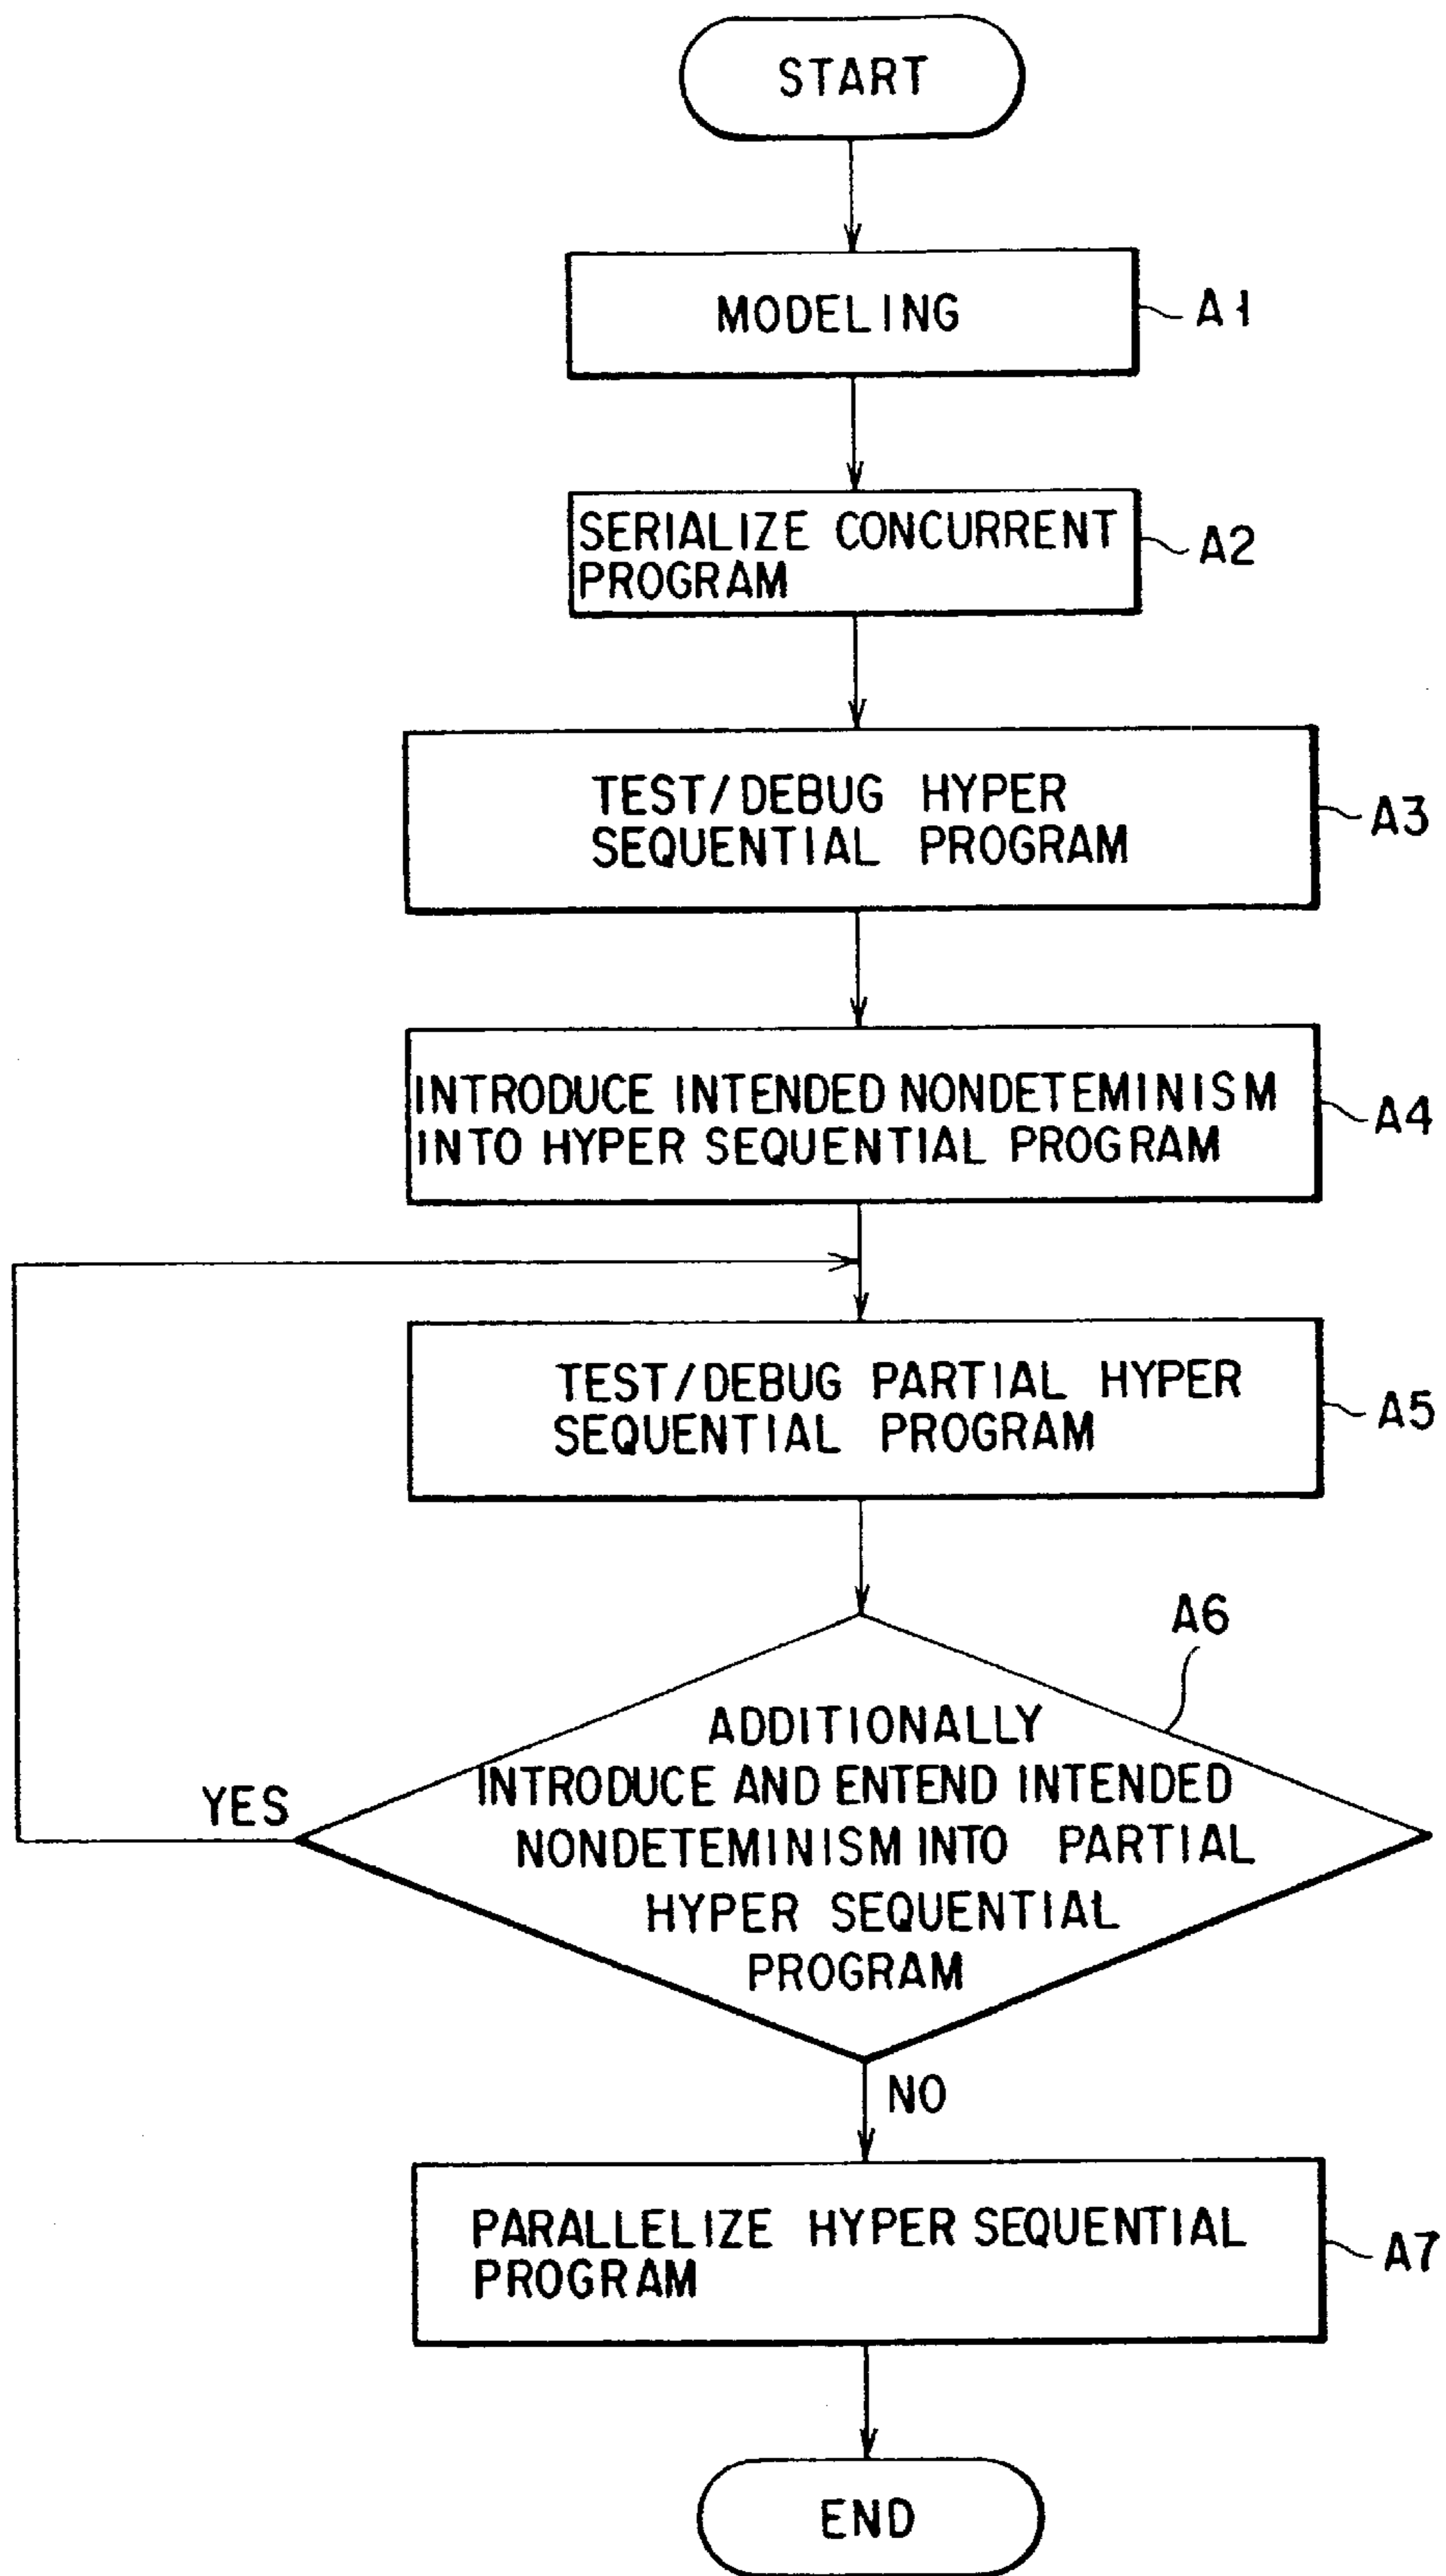 START
MODELING
A1
SERIALIZE CONCURRENT
PROGRAM
A2
TEST/DEBUG HYPER
SEQUENTIAL PROGRAM
A3
INTRODUCE INTENDED NONDETEMINISM
INTO HYPER SEQUENTIAL PROGRAM
A4
TEST/DEBUG PARTIAL HYPER
SEQUENTIAL PROGRAM
A5
A6
ADDITIONALLY
INTRODUCE AND ENTEND INTENDED
NONDETEMINISM INTO PARTIAL
HYPER SEQUENTIAL
PROGRAM
YES
NO
PARALLELIZE HYPER SEQUENTIAL
PROGRAM
A7
END